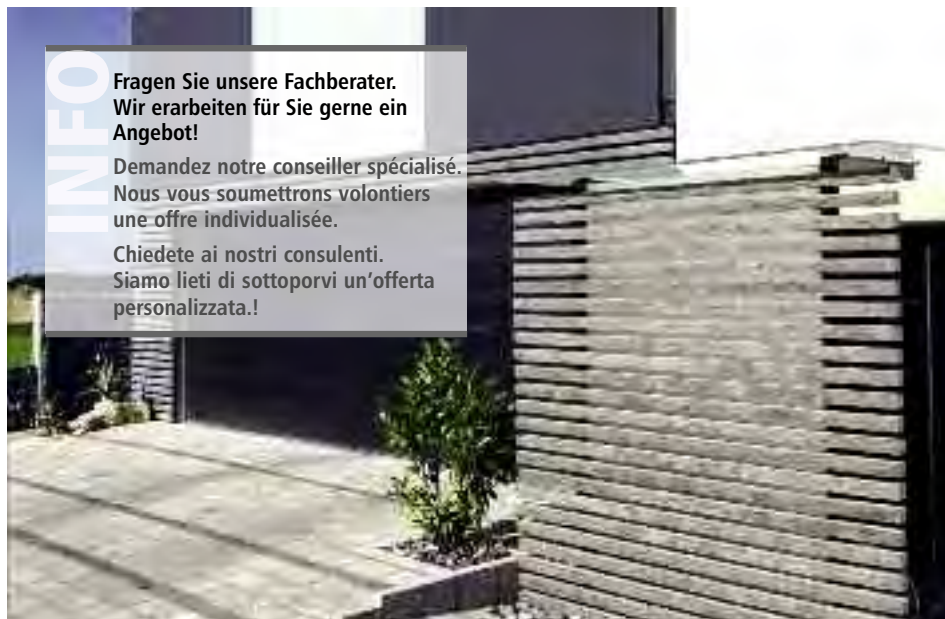 INFO
Fragen Sie unsere Fachberater.
Wir erarbeiten für Sie gerne ein
Angebot!
Demandez notre conseiller spécialisé.
Nous vous soumettrons volontiers
une offre individualisée.
Chiedete ai nostri consulenti.
Siamo lieti di sottoporvi un'offerta
personalizzata.!